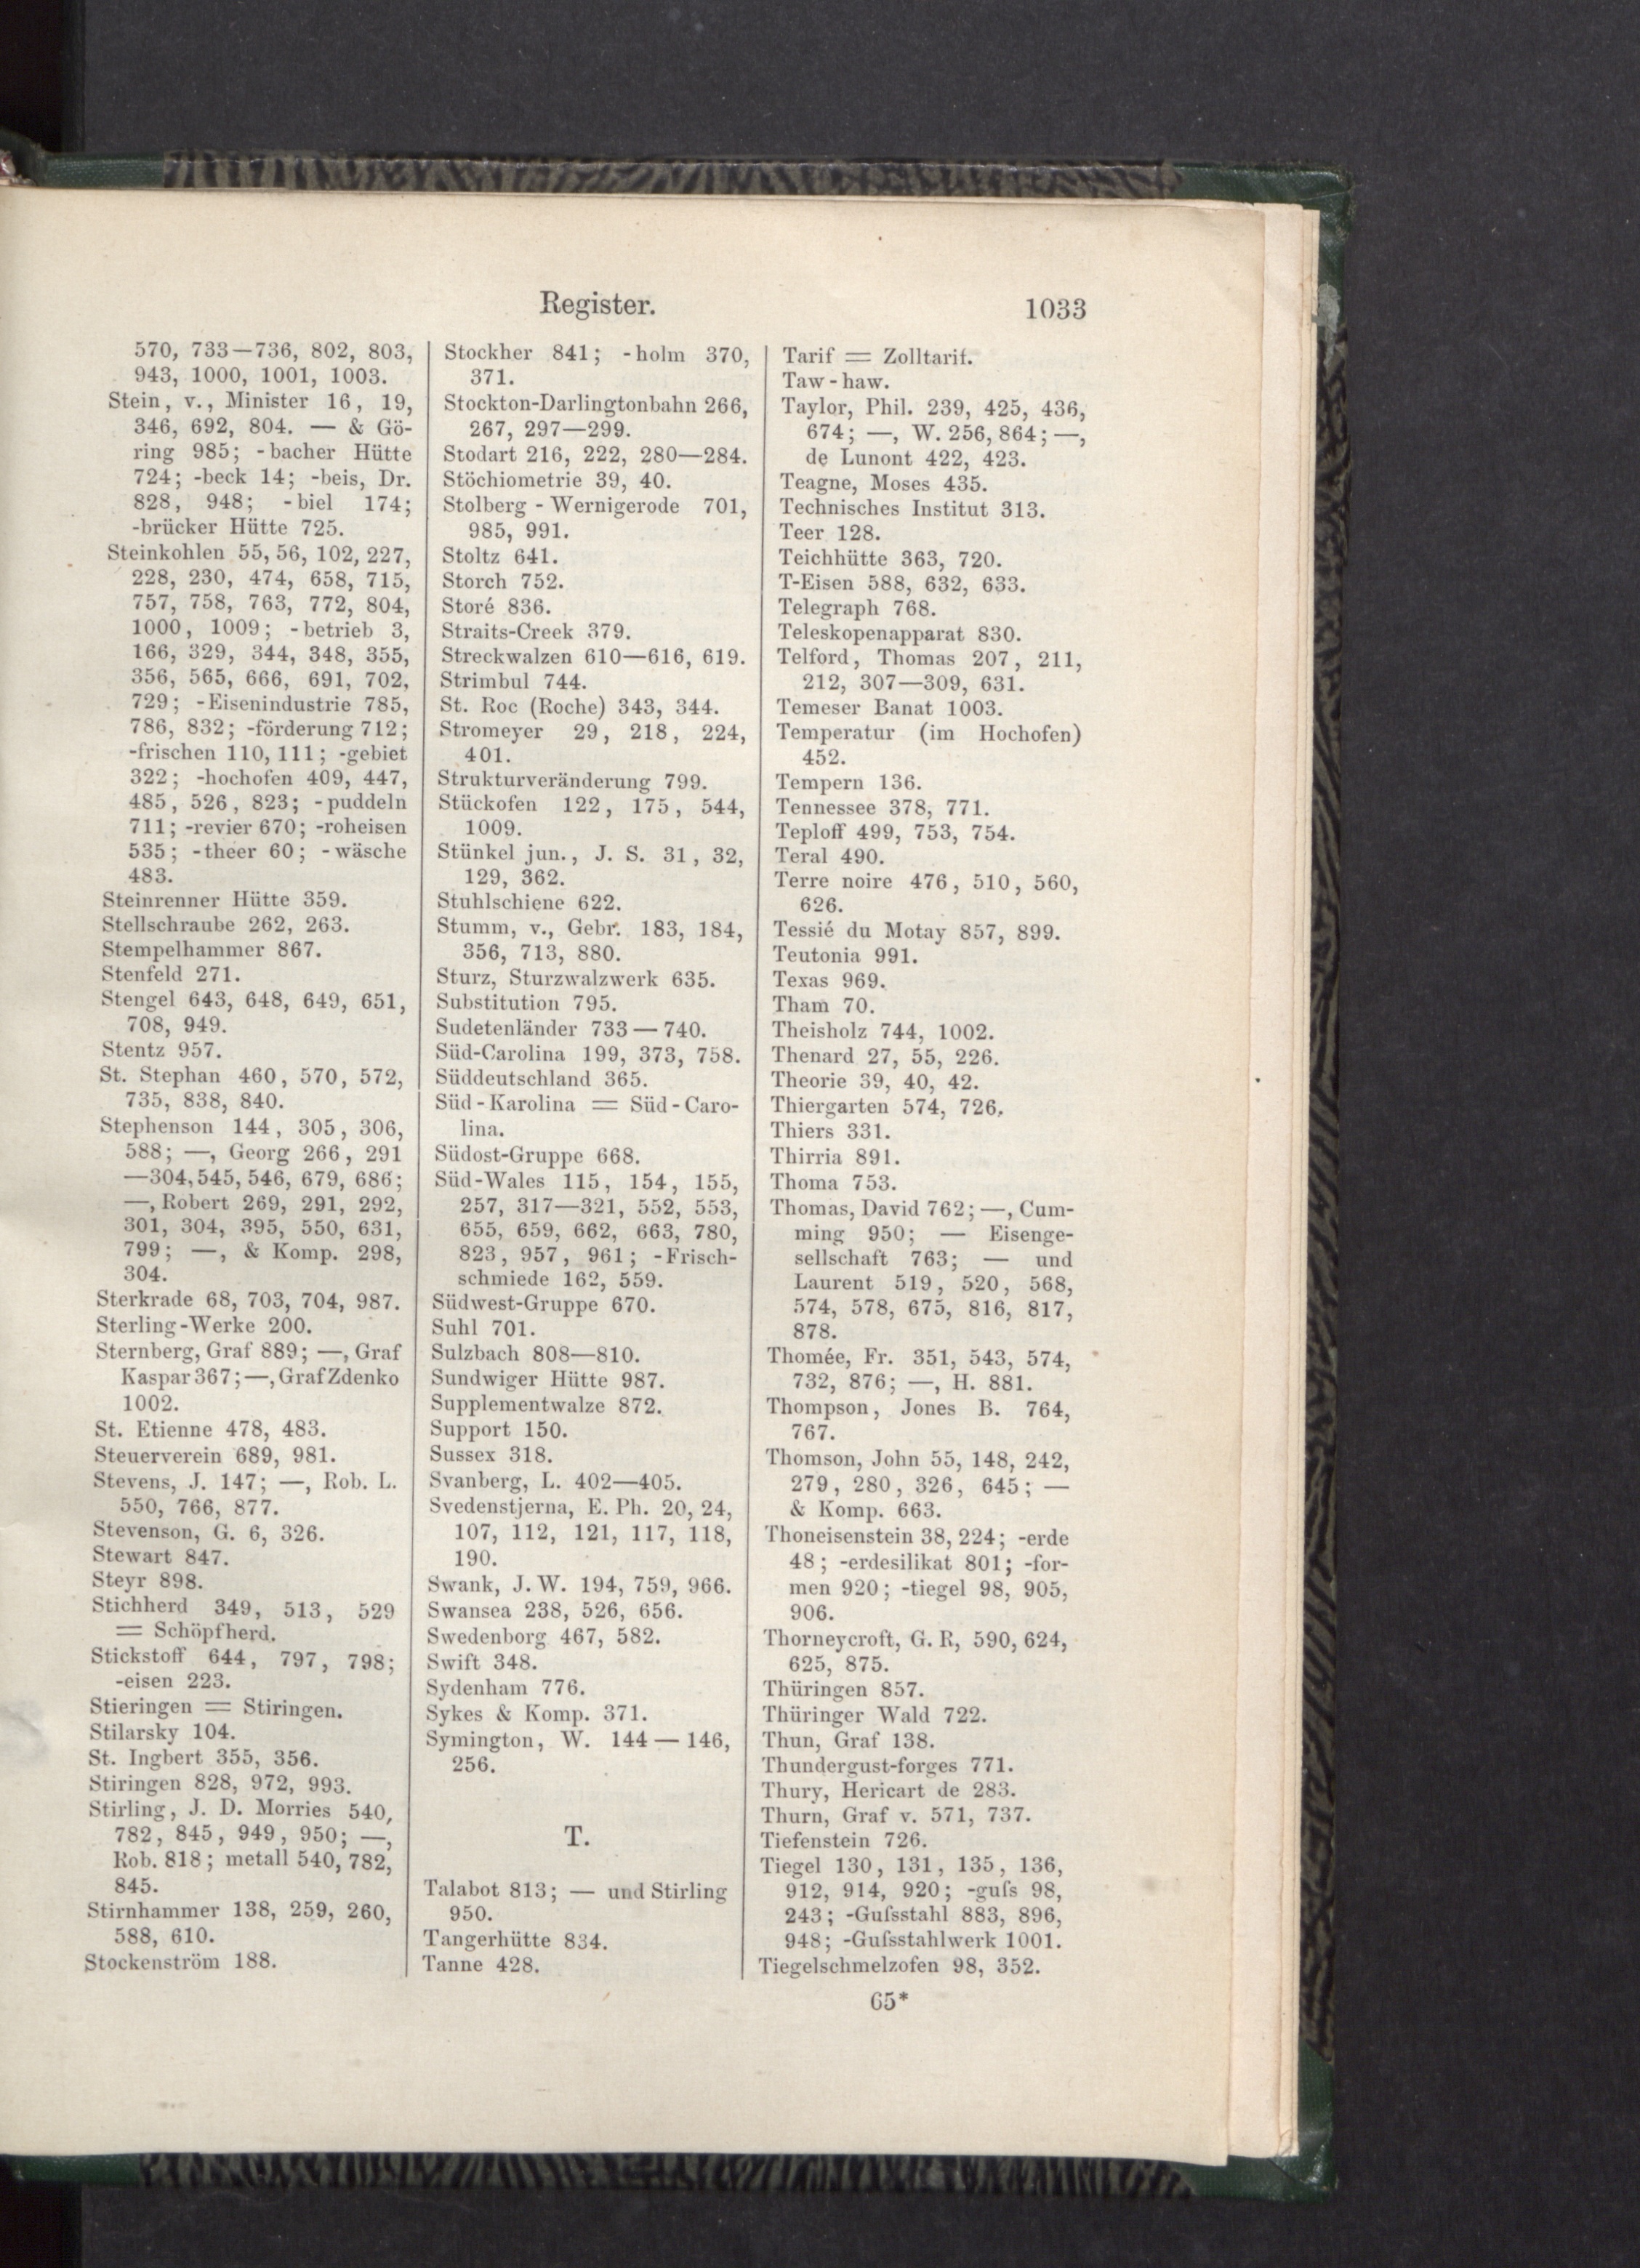 Register.
1033
570, 733—736, 802, 803,
943, 1000, 1001, 1003.
Stein, v., Minister 16, 19,
346, 692, 804. — & Gö-
ring 985; -bacher Hütte
724; -beck 14; -beis, Dr.
828, 948; -biel 174;
-brücker Hütte 725.
Steinkohlen 55, 56, 102, 227,
228, 230, 474, 658, 715,
757, 758, 763, 772, 804,
1000, 1009; -betrieb 3,
166, 329, 344, 348, 355,
356, 565, 666, 691, 702,
729; -Eisenindustrie 785,
786, 832; -förderung 712;
-frischen 110, 111; -gebiet
322; -hochofen 409, 447,
485, 526, 823; -puddeln
711; -revier 670; -roheisen
535; -theer 60; -wäsche
483.
Steinrenner Hütte 359.
Stellschraube 262, 263.
Stempelhammer 867.
Stenfeld 271.
Stengel 643, 648, 649, 651,
708, 949.
Stentz 957.
St. Stephan 460, 570, 572,
735, 838, 840.
Stephenson 144, 305, 306,
588; —, Georg 266, 291
—304, 545, 546, 679, 686;
—, Robert 269, 291, 292,
301, 304, 395, 550, 631,
799; —, & Komp. 298,
304.
Sterkrade 68, 703, 704, 987.
Sterling-Werke 200.
Sternberg, Graf 889; —, Graf
Kaspar 367; —, Graf Zdenko
1002.
St. Etienne 478, 483.
Steuerverein 689, 981.
Stevens, J. 147; —, Rob. L.
550, 766, 877.
Stevenson, G. 6, 326.
Stewart 847.
Steyr 898.
Stichherd 349, 513, 529
= Schöpfherd.
Stickstoff 644, 797, 798;
-eisen 223.
Stieringen = Stiringen.
Stilarsky 104.
St. Ingbert 355, 356.
Stiringen 828, 972, 993.
Stirling, J. D. Morries 540,
782, 845, 949, 950; —,
Rob. 818; metall 540, 782,
845.
Stirnhammer 138, 259, 260,
588, 610.
Stockenström 188.
Stockher 841; -holm 370,
371.
Stockton-Darlingtonbahn 266,
267, 297—299.
Stodart 216, 222, 280—284.
Stöchiometrie 39, 40.
Stolberg-Wernigerode 701,
985, 991.
Stoltz 641.
Storch 752.
Storé 836.
Straits-Creek 379.
Streckwalzen 610—616, 619.
Strimbul 744.
St. Roc (Roche) 343, 344.
Stromeyer 29, 218, 224,
401.
Strukturveränderung 799.
Stückofen 122, 175, 544,
1009.
Stünkel jun., J. S. 31, 32,
129, 362.
Stuhlschiene 622.
Stumm, v., Gebr. 183, 184,
356, 713, 880.
Sturz, Sturzwalzwerk 635.
Substitution 795.
Sudetenländer 733—740.
Süd-Carolina 199, 373, 758.
Süddeutschland 365.
Süd-Karolina = Süd-Caro-
lina.
Südost-Gruppe 668.
Süd-Wales 115, 154, 155,
257, 317—321, 552, 553,
655, 659, 662, 663, 780,
823, 957, 961; -Frisch-
schmiede 162, 559.
Südwest-Gruppe 670.
Suhl 701.
Sulzbach 808—810.
Sundwiger Hütte 987.
Supplementwalze 872.
Support 150.
Sussex 318.
Svanberg, L. 402—405.
Svedenstjerna, E. Ph. 20, 24,
107, 112, 121, 117, 118,
190.
Swank, J. W. 194, 759, 966.
Swansea 238, 526, 656.
Swedenborg 467, 582.
Swift 348.
Sydenham 776.
Sykes & Komp. 371.
Symington, W. 144—146,
256.
T.
Talabot 813; — und Stirling
950.
Tangerhütte 834.
Tanne 428.
Tarif = Zolltarif.
Taw-haw.
Taylor, Phil. 239, 425, 436,
674; —, W. 256, 864; —,
de Lunont 422, 423.
Teagne, Moses 435.
Technisches Institut 313.
Teer 128.
Teichhütte 363, 720.
T-Eisen 588, 632, 633.
Telegraph 768.
Teleskopenapparat 830.
Telford, Thomas 207, 211,
212, 307—309, 631.
Temeser Banat 1003.
Temperatur (im Hochofen)
452.
Tempern 136.
Tennessee 378, 771.
Teploff 499, 753, 754.
Teral 490.
Terre noire 476, 510, 560,
626.
Tessié du Motay 857, 899.
Teutonia 991.
Texas 969.
Tham 70.
Theisholz 744, 1002.
Thenard 27, 55, 226.
Theorie 39, 40, 42.
Thiergarten 574, 726.
Thiers 331.
Thirria 891.
Thoma 753.
Thomas, David 762; —, Cum-
ming 950; — Eisenge-
sellschaft 763; — und
Laurent 519, 520, 568,
574, 578, 675, 816, 817,
878.
Thomée, Fr. 351, 543, 574,
732, 876; —, H. 881.
Thompson, Jones B. 764,
767.
Thomson, John 55, 148, 242,
279, 280, 326, 645; —
& Komp. 663.
Thoneisenstein 38, 224; -erde
48; -erdesilikat 801; -for-
men 920; -tiegel 98, 905,
906.
Thorneycroft, G. R, 590, 624,
625, 875.
Thüringen 857.
Thüringer Wald 722.
Thun, Graf 138.
Thundergust-forges 771.
Thury, Hericart de 283.
Thurn, Graf v. 571, 737.
Tiefenstein 726.
Tiegel 130, 131, 135, 136,
912, 914, 920; -guſs 98,
243; -Guſsstahl 883, 896,
948; -Guſsstahlwerk 1001.
Tiegelschmelzofen 98, 352.
65*